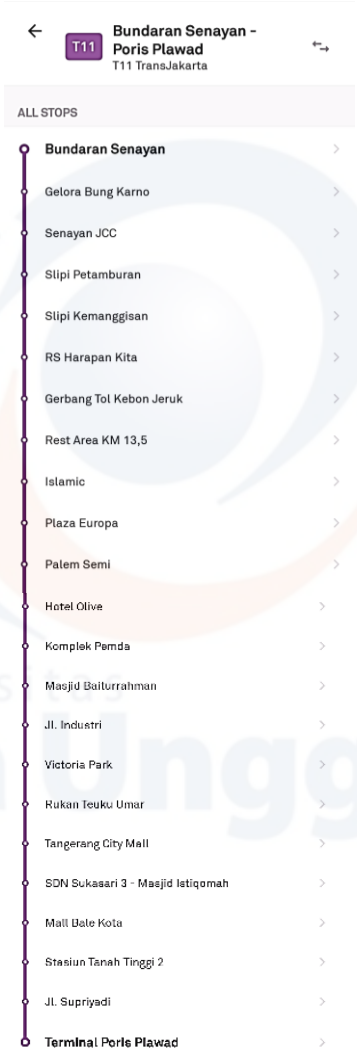 T11
Bundaran Senayan -
Poris Plawad
T11 TransJakarta
ALL STOPS
Bundaran Senayan
Gelora Bung Karno
Senayan JCC
Slipi Petamburan
Slipi Kemanggisan
RS Harapan Kita
Gerbang Tol Kebon Jeruk
Rest Area KM 13,5
Islamic
Plaza Europa
Palem Semi
Hotel Olive
Komplek Pemda
Masjid Baiturrahman
Jl. Industri
Victoria Park
Rukan Teuku Umar
Tangerang City Mall
SDN Sukasari 3 - Masjid Istiqomah
Mall Bale Kota
Stasiun Tanah Tinggi 2
Jl. Supriyadi
Terminal Poris Plawad